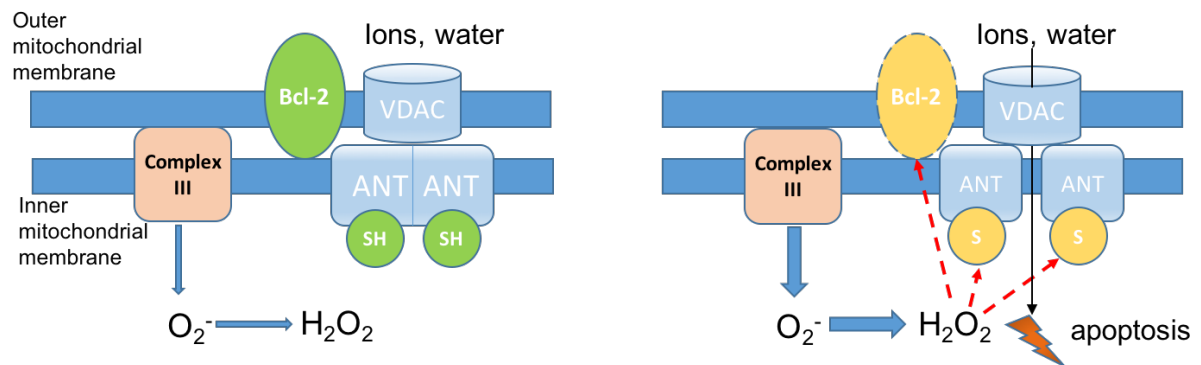 Outer
mitochondrial
membrane
Ions, water
Bcl-2
VDAC
Complex
III
ANT ANT
SH SH
Inner
mitochondrial
membrane
O₂⁻
H₂O₂
Ions, water
Bcl-2
VDAC
Complex
III
ANT
ANT
S
S
O₂⁻
H₂O₂
apoptosis